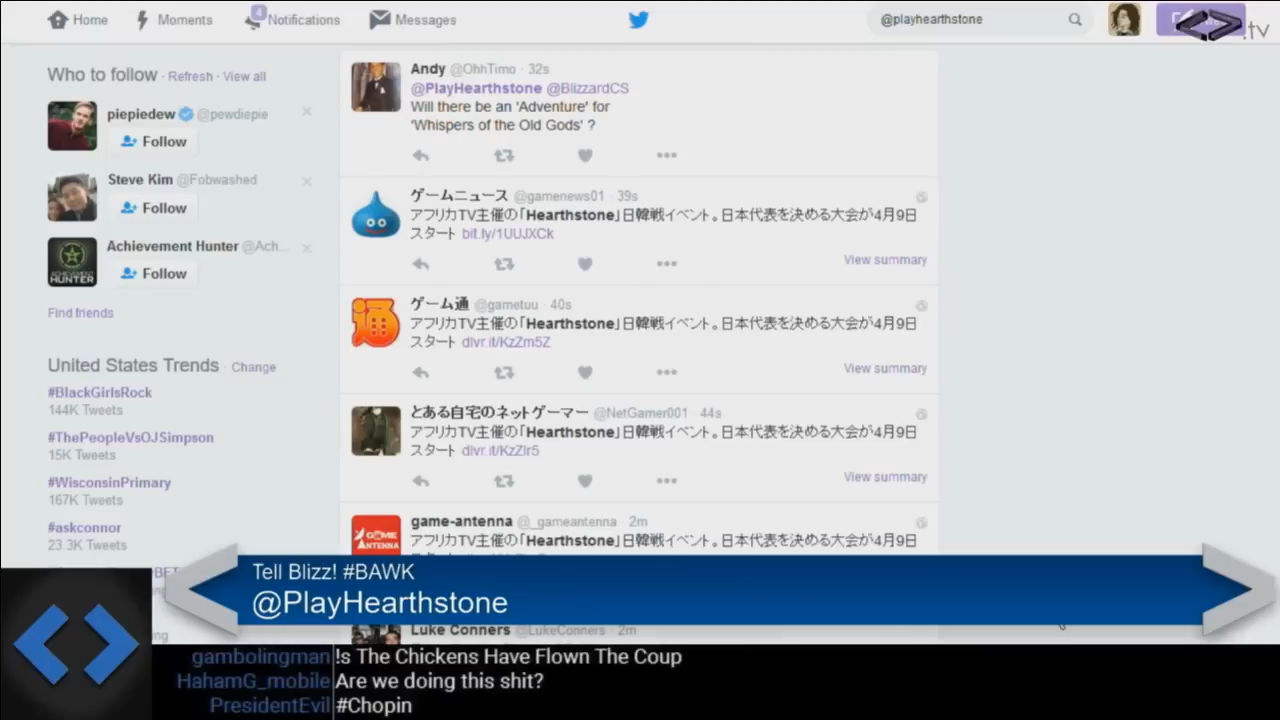 Home Moments 4 Notifications Messages @playhearthstone
.tv
Who to follow · Refresh · View all
piepiedew @pewdiepie
Follow
Steve Kim @Fobwashed
Follow
Achievement Hunter @Ach...
ACHIEVEMENT
HUNTER
Follow
Find friends
United States Trends · Change
#BlackGirlsRock
144K Tweets
#ThePeopleVsOJSimpson
15K Tweets
#WisconsinPrimary
167K Tweets
#askconnor
23.3K Tweets
Andy @OhhTimo · 32s
@PlayHearthstone @BlizzardCS
Will there be an 'Adventure' for
'Whispers of the Old Gods' ?
ゲームニュース @gamenews01 · 39s
アフリカTV主催の「Hearthstone」日韓戦イベント。日本代表を決める大会が4月9日
スタート bit.ly/1UUJXCk
View summary
ゲーム通 @gametuu · 40s
通
アフリカTV主催の「Hearthstone」日韓戦イベント。日本代表を決める大会が4月9日
スタート dlvr.it/KzZm5Z
View summary
とある自宅のネットゲーマー @NetGamer001 · 44s
アフリカTV主催の「Hearthstone」日韓戦イベント。日本代表を決める大会が4月9日
スタート dlvr.it/KzZlr5
View summary
game-antenna @_gameantenna · 2m
GAME
ANTENNA
アフリカTV主催の「Hearthstone」日韓戦イベント。日本代表を決める大会が4月9日
Tell Blizz! #BAWK
@PlayHearthstone
Luke Conners @LukeConners · 2m
gambolingman !s The Chickens Have Flown The Coup
HahamG_mobile Are we doing this shit?
PresidentEvil #Chopin